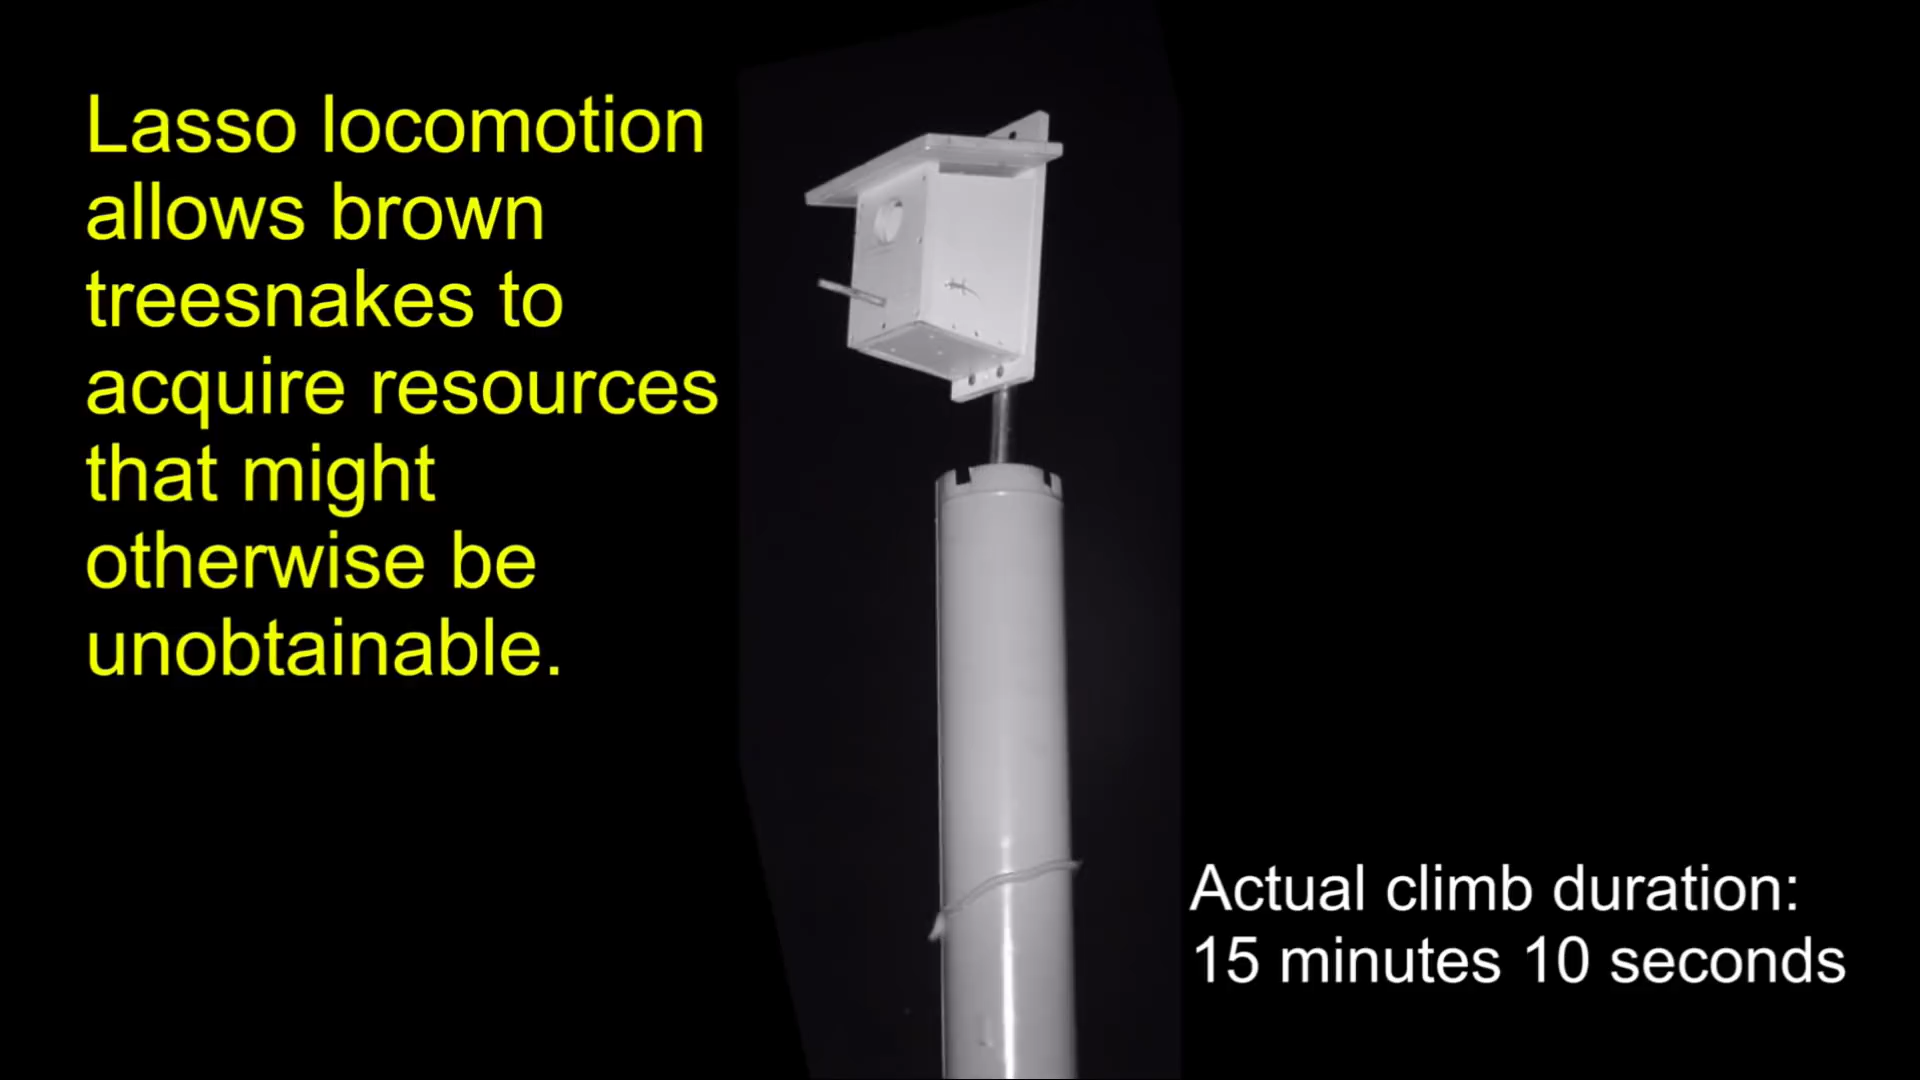 Lasso locomotion
allows brown
treesnakes to
acquire resources
that might
otherwise be
unobtainable.
Actual climb duration:
15 minutes 10 seconds